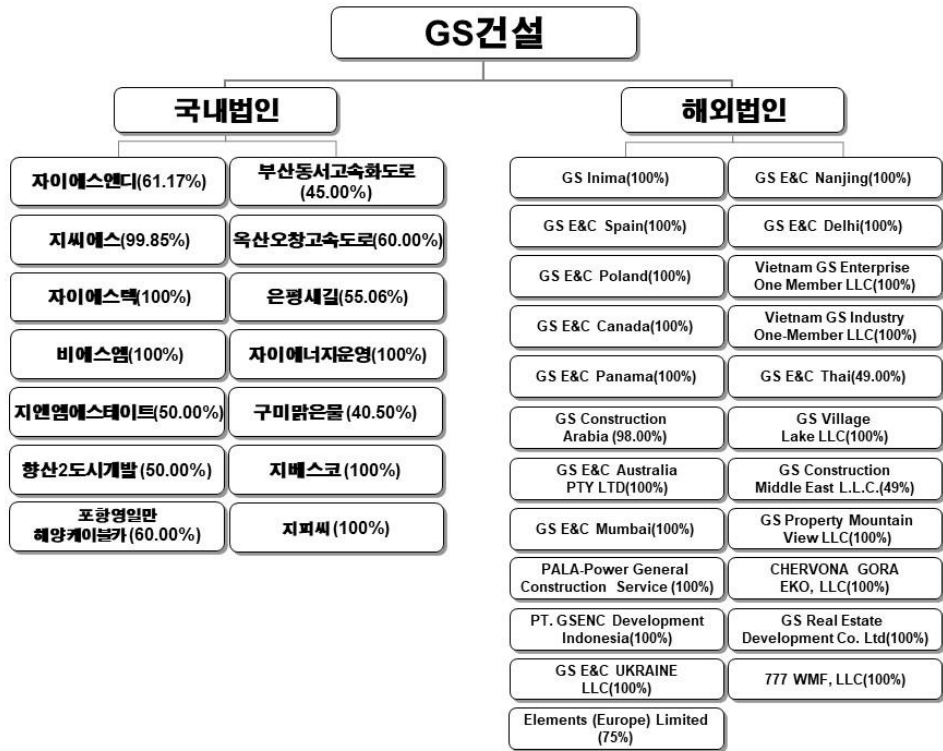 GS건설
국내법인
자이에스앤디(61.17%)
지씨에스(99.85%)
자이에스텍(100%)
비에스엠(100%)
지앤엠에스테이트(50.00%)
향산2도시개발(50.00%)
포항영일만
해양케이블카(60.00%)
부산동서고속화도로
(45.00%)
옥산오창고속도로(60.00%)
은평새길(55.06%)
자이에너지운영(100%)
구미맑은물(40.50%)
지베스코(100%)
지피씨(100%)
해외법인
GS Inima(100%)
GS E&C Spain(100%)
GS E&C Poland(100%)
GS E&C Canada(100%)
GS E&C Panama(100%)
GS Construction
Arabia (98.00%)
GS E&C Australia
PTY LTD(100%)
GS E&C Mumbai(100%)
PALA-Power General
Construction Service (100%)
PT. GSENC Development
Indonesia(100%)
GS E&C UKRAINE
LLC(100%)
Elements (Europe) Limited
(75%)
GS E&C Nanjing(100%)
GS E&C Delhi(100%)
Vietnam GS Enterprise
One Member LLC(100%)
Vietnam GS Industry
One-Member LLC(100%)
GS E&C Thai(49.00%)
GS Village
Lake LLC(100%)
GS Construction
Middle East L.L.C.(49%)
GS Property Mountain
View LLC(100%)
CHERVONA GORA
EKO, LLC(100%)
GS Real Estate
Development Co. Ltd(100%)
777 WMF, LLC(100%)